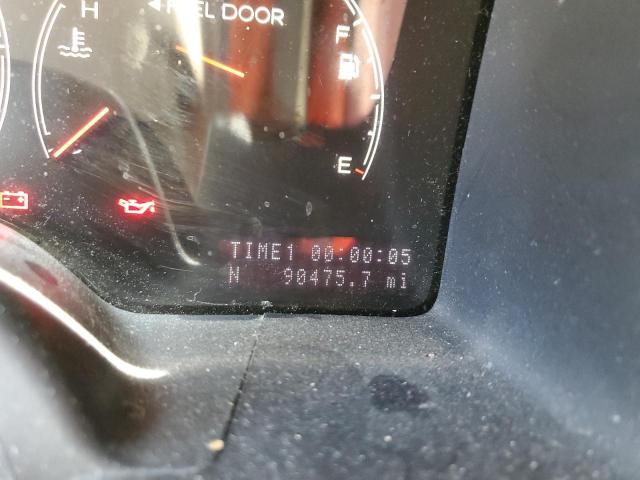 H
◄FUEL DOOR
F
E
TIME1 00:00:05
N 90475.7 mi